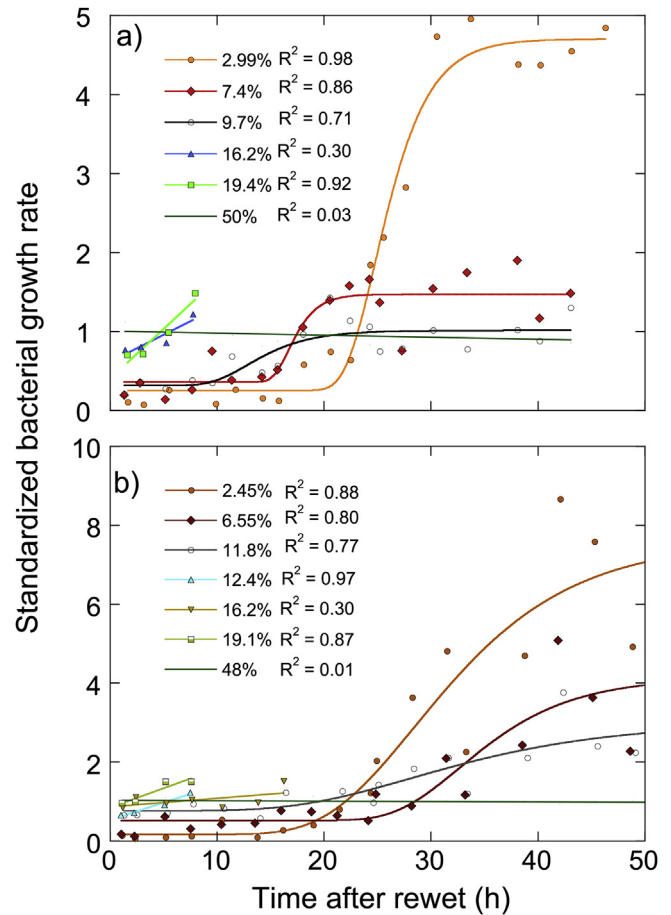 a)
5
4
3
2
1
0
2.99% R² = 0.98
7.4% R² = 0.86
9.7% R² = 0.71
16.2% R² = 0.30
19.4% R² = 0.92
50% R² = 0.03
Standardized bacterial growth rate
b)
10
8
6
4
2
0
2.45% R² = 0.88
6.55% R² = 0.80
11.8% R² = 0.77
12.4% R² = 0.97
16.2% R² = 0.30
19.1% R² = 0.87
48% R² = 0.01
0 10 20 30 40 50
Time after rewet (h)